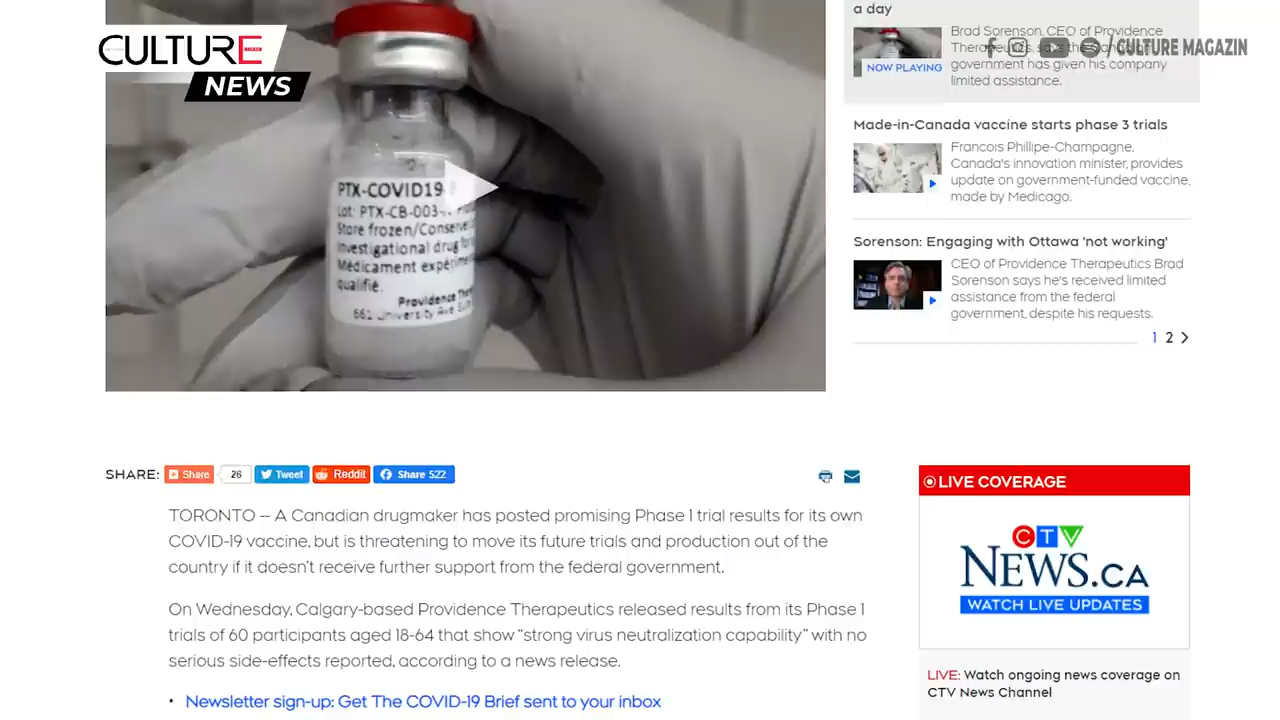 CULTURE
NEWS
PTX-COVID19-
Lot: PTX-CB-003-
Store frozen/Conserve
Investigational drug
Médicament expérim
qualifié.
Providence The
661 University Ave
a day
Brad Sorenson, CEO of Providence
Therapeutics, says the Canadian
government has given his company
limited assistance.
NOW PLAYING
/CULTURE MAGAZIN
Made-in-Canada vaccine starts phase 3 trials
Francois Phillipe-Champagne,
Canada's innovation minister, provides
update on government-funded vaccine,
made by Medicago.
Sorenson: Engaging with Ottawa 'not working'
CEO of Providence Therapeutics Brad
Sorenson says he's received limited
assistance from the federal
government, despite his requests.
1 2 >
SHARE: Share 26 Tweet Reddit Share 522
TORONTO -- A Canadian drugmaker has posted promising Phase 1 trial results for its own
COVID-19 vaccine, but is threatening to move its future trials and production out of the
country if it doesn't receive further support from the federal government.
On Wednesday, Calgary-based Providence Therapeutics released results from its Phase 1
trials of 60 participants aged 18-64 that show "strong virus neutralization capability" with no
serious side-effects reported, according to a news release.
• Newsletter sign-up: Get The COVID-19 Brief sent to your inbox
LIVE COVERAGE
CTV
NEWS.CA
WATCH LIVE UPDATES
LIVE: Watch ongoing news coverage on
CTV News Channel